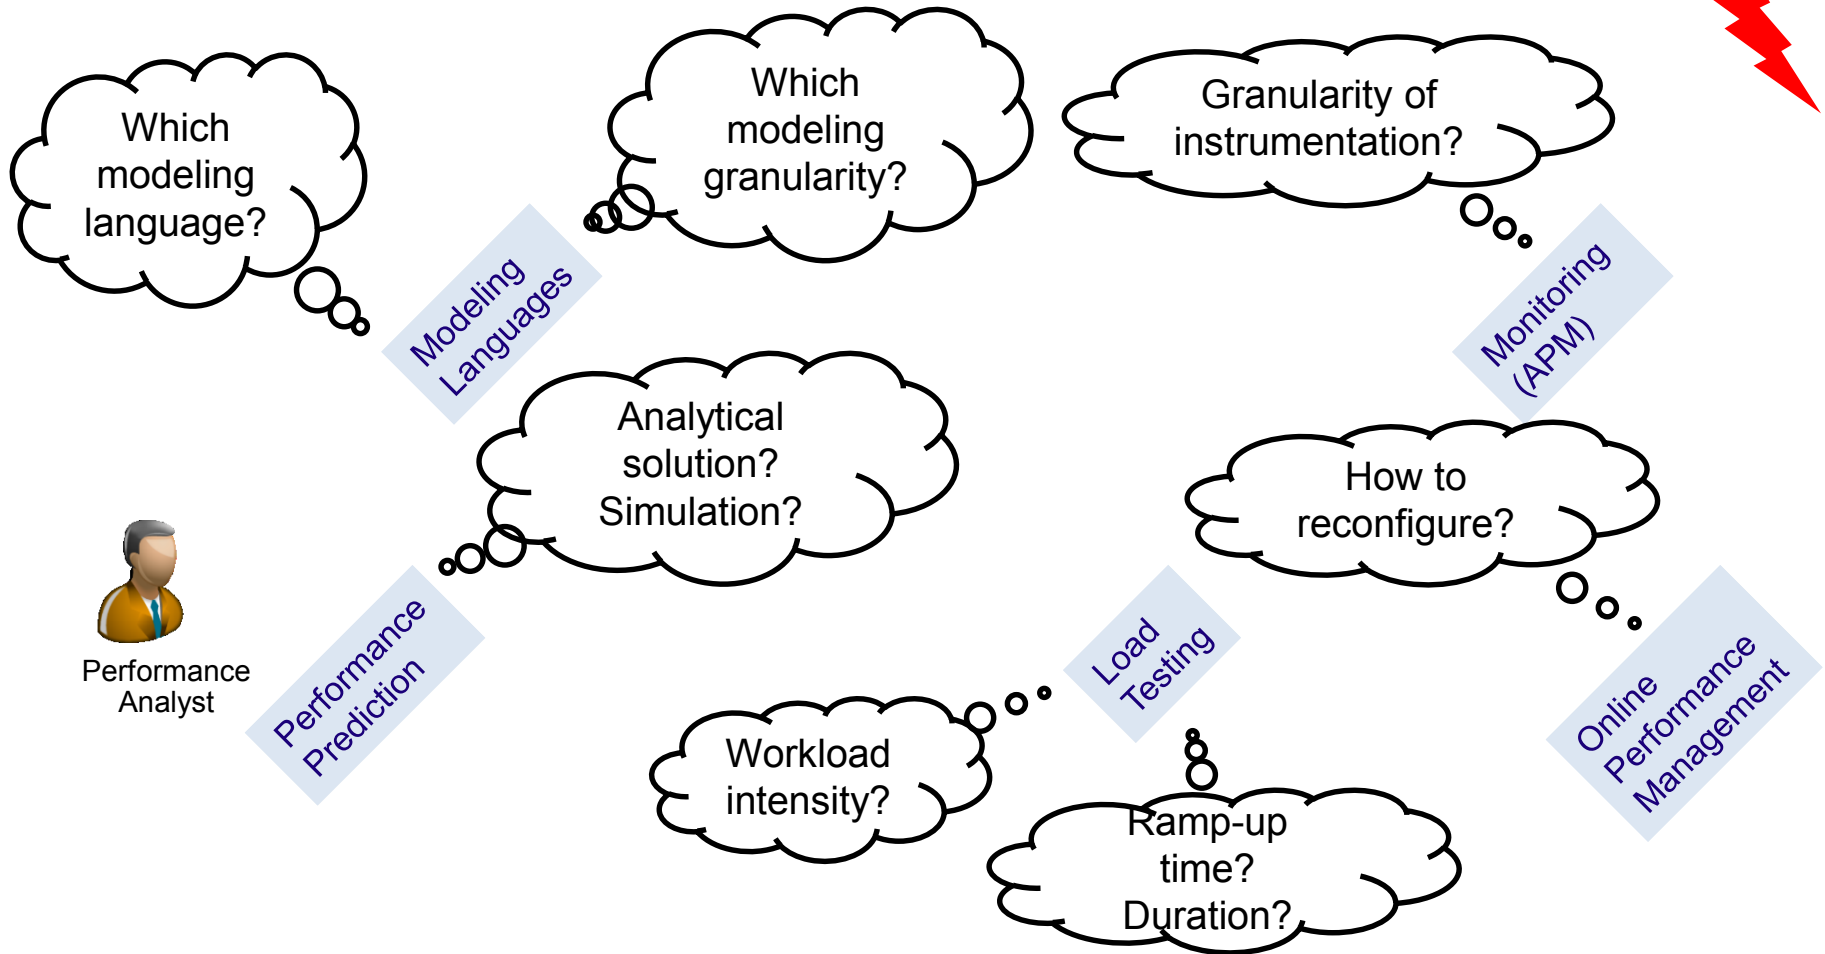 Which
modeling
language?
Which
modeling
granularity?
Granularity of
instrumentation?
Modeling
Languages
Monitoring
(APM)
Analytical
solution?
Simulation?
How to
reconfigure?
Performance
Analyst
Performance
Prediction
Load
Testing
Online
Performance
Management
Workload
intensity?
Ramp-up
time?
Duration?